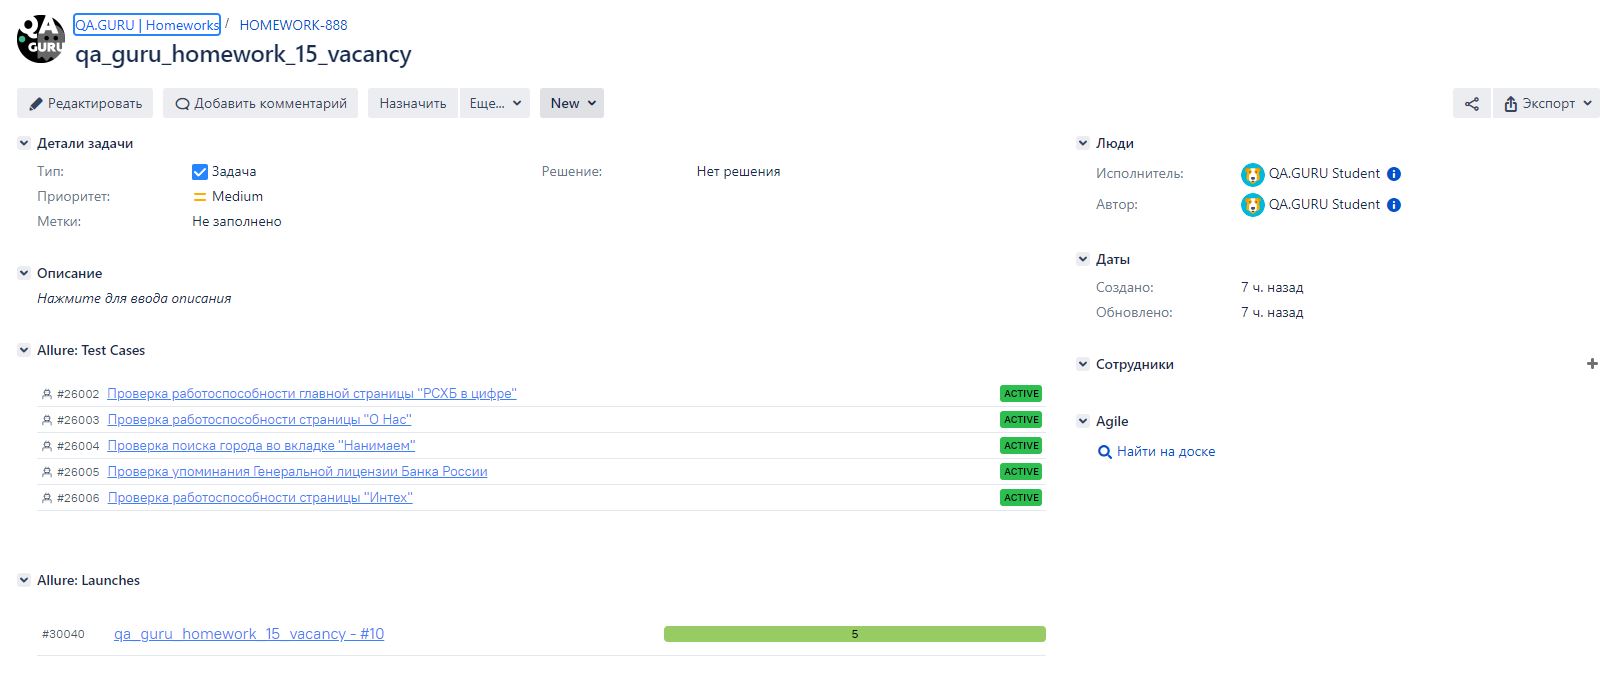 QA GURU
QA.GURU | Homeworks / HOMEWORK-888
qa_guru_homework_15_vacancy
Редактировать Добавить комментарий Назначить Еще... New Экспорт
Детали задачи
Тип: Задача Решение: Нет решения
Приоритет: Medium
Метки: Не заполнено
Описание
Нажмите для ввода описания
Allure: Test Cases
#26002 Проверка работоспособности главной страницы "РСХБ в цифре" ACTIVE
#26003 Проверка работоспособности страницы "О Нас" ACTIVE
#26004 Проверка поиска города во вкладке "Нанимаем" ACTIVE
#26005 Проверка упоминания Генеральной лицензии Банка России ACTIVE
#26006 Проверка работоспособности страницы "Интех" ACTIVE
Allure: Launches
#30040 qa_guru_homework_15_vacancy - #10 5
Люди
Исполнитель: QA.GURU Student
Автор: QA.GURU Student
Даты
Создано: 7 ч. назад
Обновлено: 7 ч. назад
Сотрудники
Agile
Найти на доске